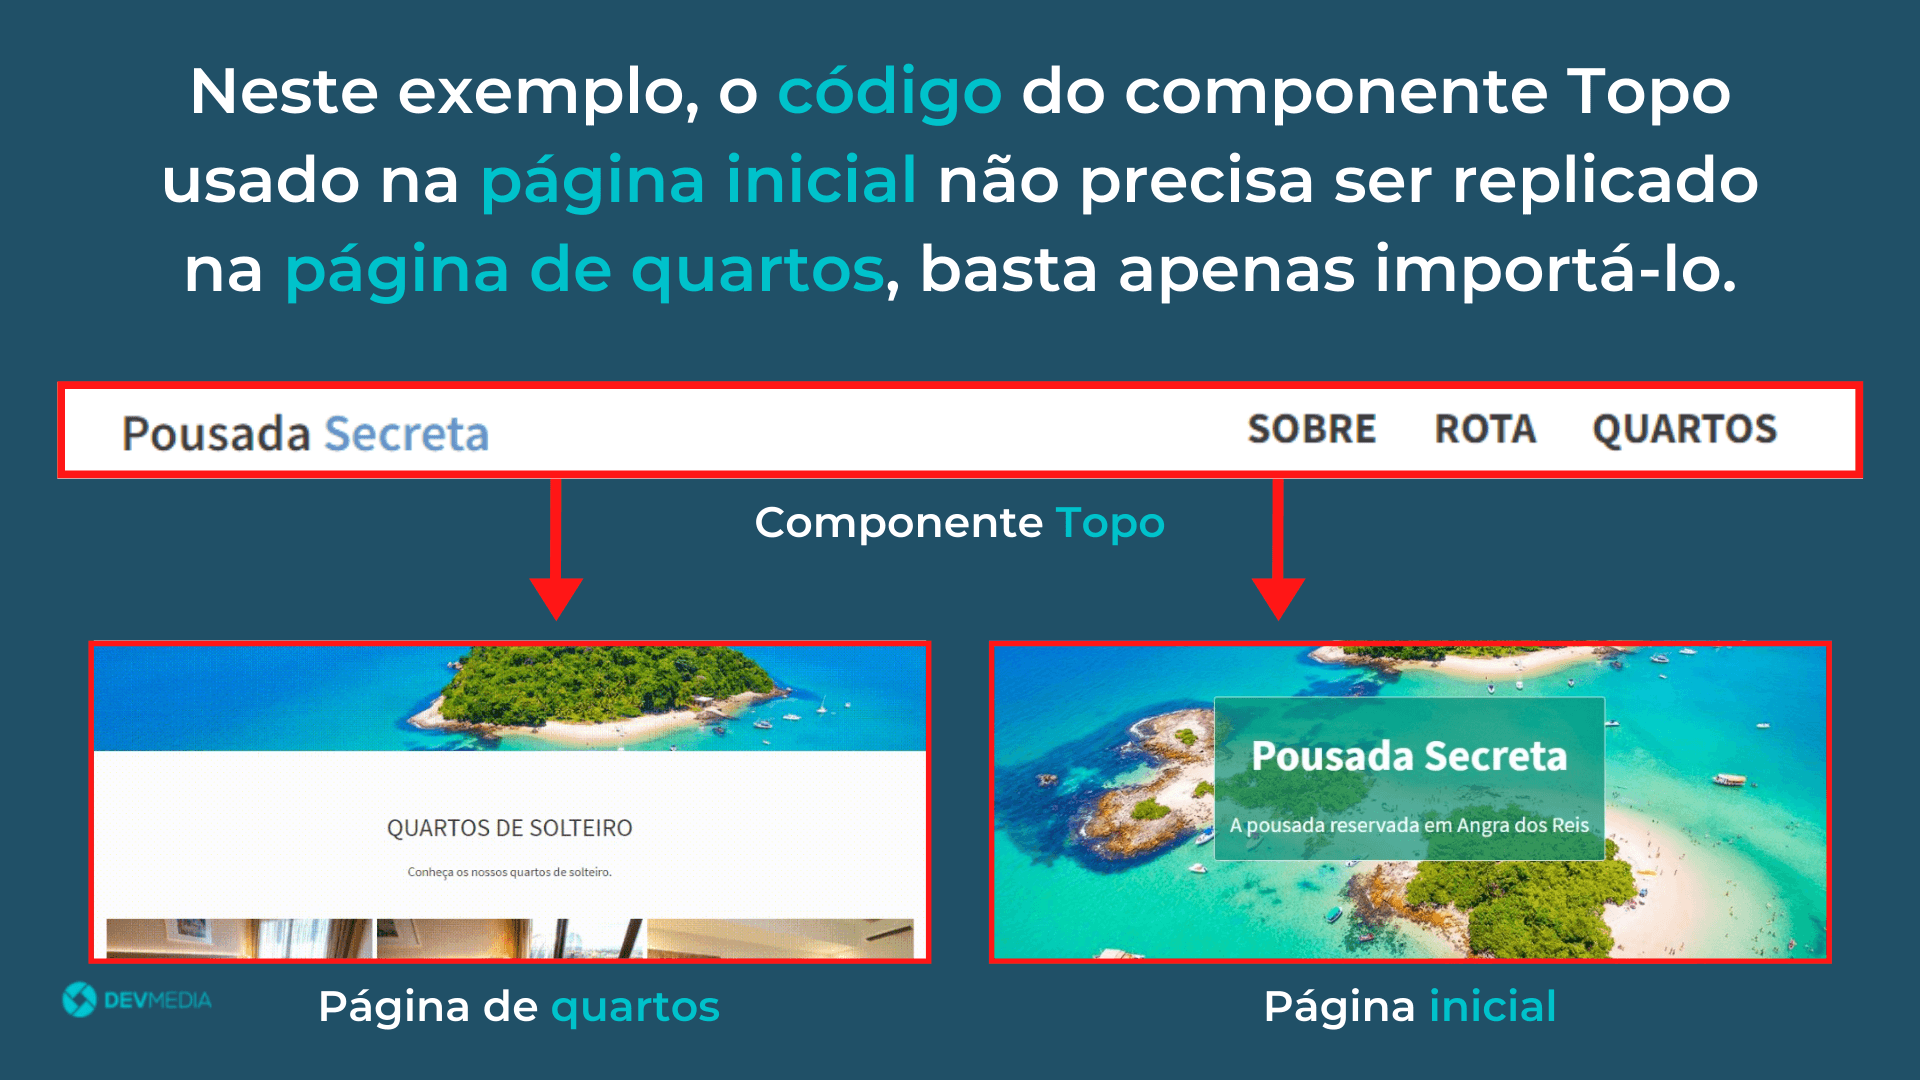 Neste exemplo, o código do componente Topo
usado na página inicial não precisa ser replicado
na página de quartos, basta apenas importá-lo.
Pousada Secreta
SOBRE ROTA QUARTOS
Componente Topo
QUARTOS DE SOLTEIRO
Conheça os nossos quartos de solteiro.
Pousada Secreta
A pousada reservada em Angra dos Reis
DEVMEDIA
Página de quartos
Página inicial